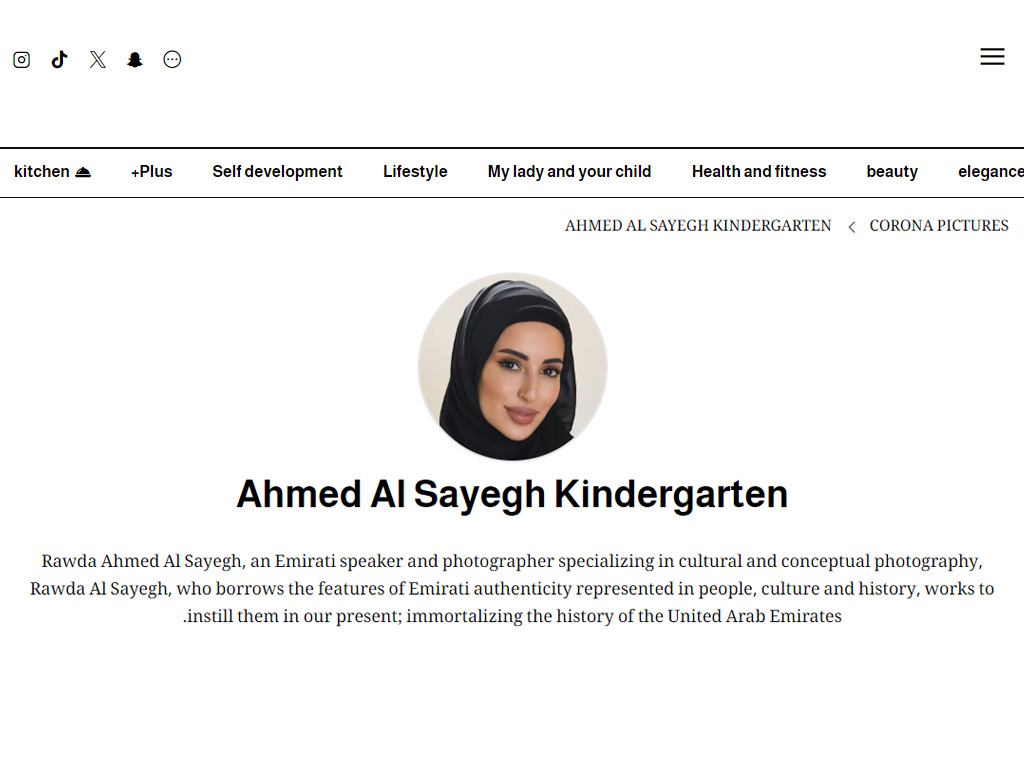 kitchen +Plus Self development Lifestyle My lady and your child Health and fitness beauty elegance
AHMED AL SAYEGH KINDERGARTEN CORONA PICTURES
Ahmed Al Sayegh Kindergarten
Rawda Ahmed Al Sayegh, an Emirati speaker and photographer specializing in cultural and conceptual photography,
Rawda Al Sayegh, who borrows the features of Emirati authenticity represented in people, culture and history, works to
.instill them in our present; immortalizing the history of the United Arab Emirates